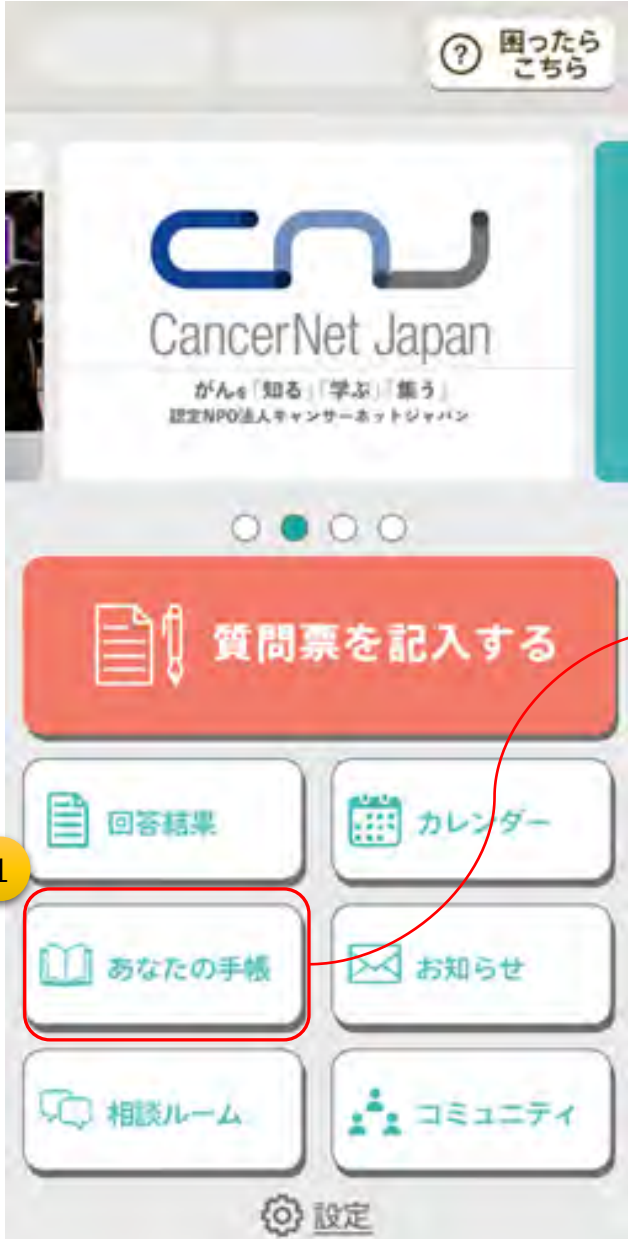 困ったら
こちら
cnj
CancerNet Japan
がんを「知る」「学ぶ」「集う」
認定NPO法人キャンサーネットジャパン
質問票を記入する
回答結果
カレンダー
1
あなたの手帳
お知らせ
相談ルーム
コミュニティ
設定